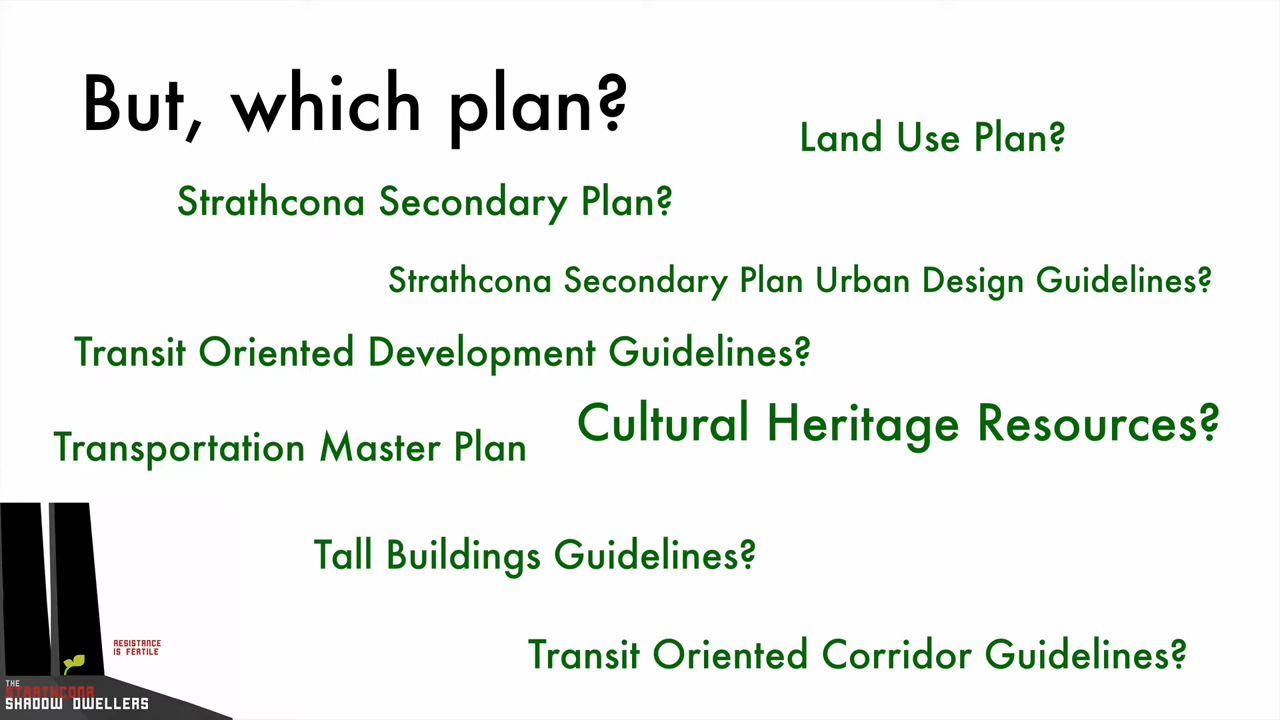 But, which plan?
Land Use Plan?
Strathcona Secondary Plan?
Strathcona Secondary Plan Urban Design Guidelines?
Transit Oriented Development Guidelines?
Cultural Heritage Resources?
Transportation Master Plan
Tall Buildings Guidelines?
RESISTANCE
IS FERTILE
Transit Oriented Corridor Guidelines?
THE
STRATHCONA
SHADOW DWELLERS